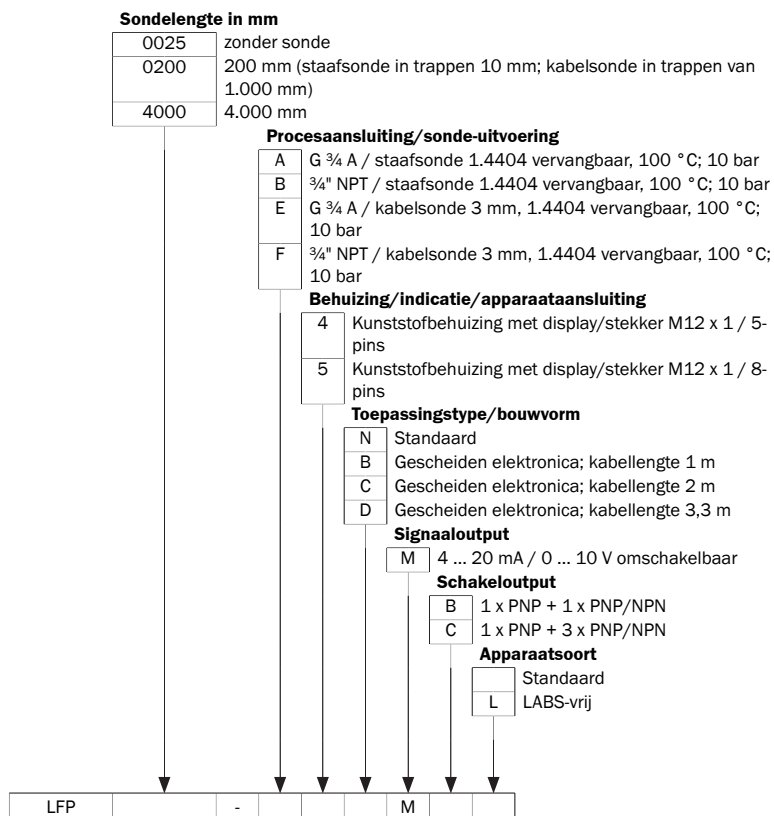 Sondelengte in mm
0025 zonder sonde
0200 200 mm (staafsonde in trappen 10 mm; kabelsonde in trappen van
1.000 mm)
4000 4.000 mm
Procesaansluiting/sonde-uitvoering
A G ¾ A / staafsonde 1.4404 vervangbaar, 100 °C; 10 bar
B ¾" NPT / staafsonde 1.4404 vervangbaar, 100 °C; 10 bar
E G ¾ A / kabelsonde 3 mm, 1.4404 vervangbaar, 100 °C;
10 bar
F ¾" NPT / kabelsonde 3 mm, 1.4404 vervangbaar, 100 °C;
10 bar
Behuizing/indicatie/apparaataansluiting
4 Kunststofbehuizing met display/stekker M12 x 1 / 5-
pins
5 Kunststofbehuizing met display/stekker M12 x 1 / 8-
pins
Toepassingstype/bouwvorm
N Standaard
B Gescheiden elektronica; kabellengte 1 m
C Gescheiden elektronica; kabellengte 2 m
D Gescheiden elektronica; kabellengte 3,3 m
Signaaloutput
M 4 ... 20 mA / 0 ... 10 V omschakelbaar
Schakeloutput
B 1 x PNP + 1 x PNP/NPN
C 1 x PNP + 3 x PNP/NPN
Apparaatsoort
Standaard
L LABS-vrij
LFP - M